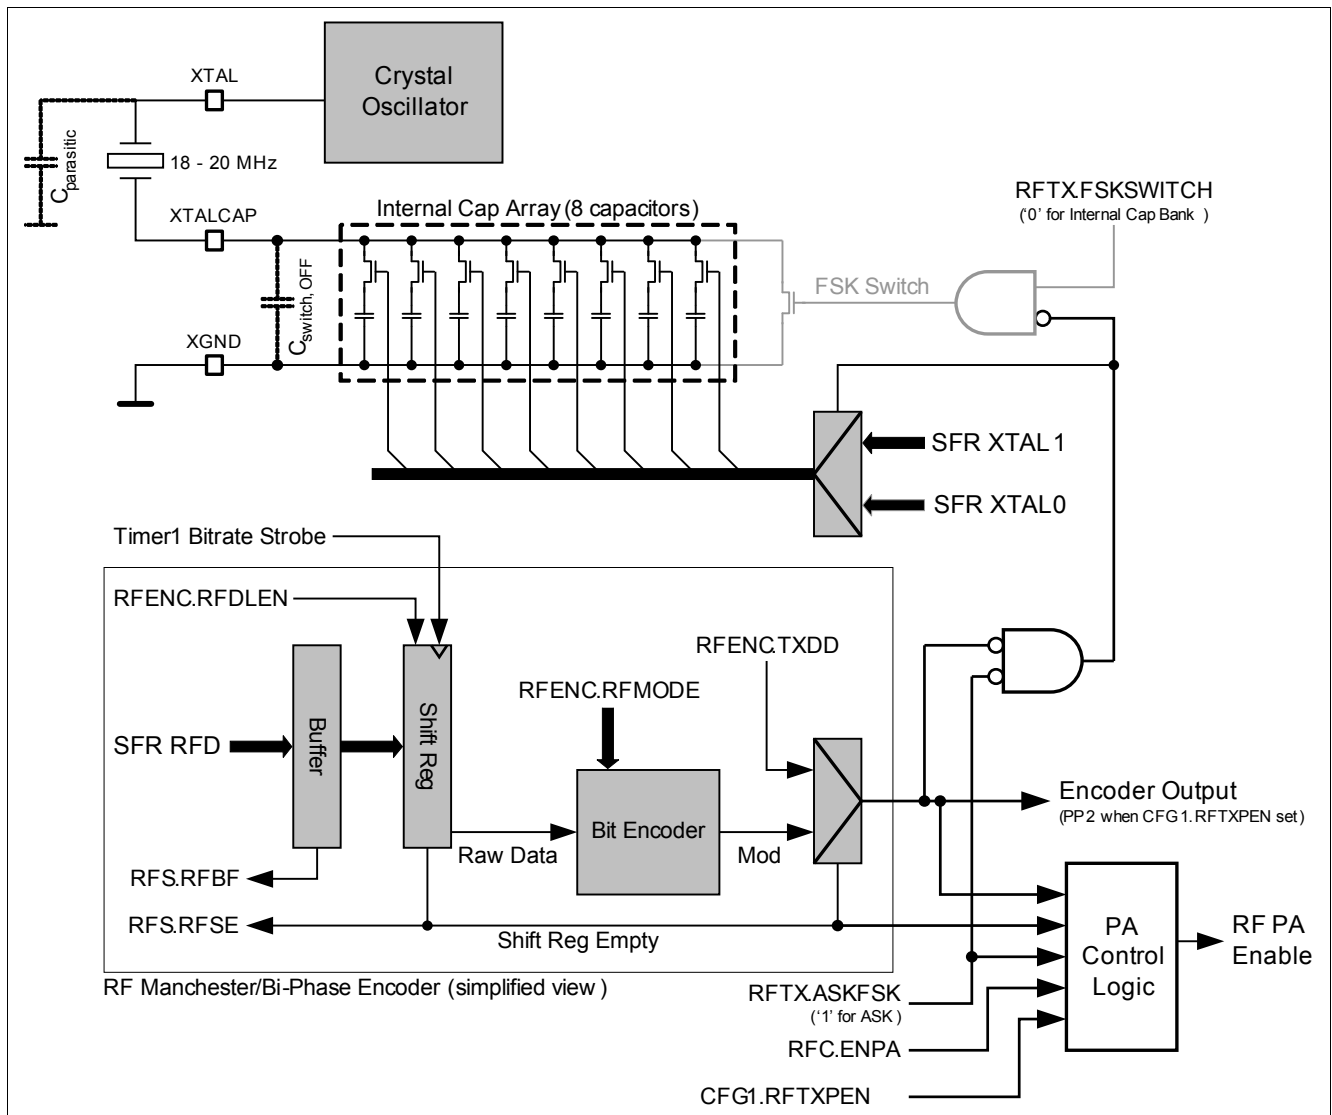 Crystal
Oscillator
XTAL
C parasitic
18 - 20 MHz
XTALCAP
Internal Cap Array (8 capacitors)
RFTX.FSKSWITCH
('0' for Internal Cap Bank )
C switch, OFF
FSK Switch
XGND
SFR XTAL1
SFR XTAL0
Timer1 Bitrate Strobe
RFENC.RFDLEN
RFENC.TXDD
RFENC.RFMODE
SFR RFD
Buffer
Shift Reg
Bit Encoder
Raw Data
Mod
Encoder Output
(PP2 when CFG1.RFTXPEN set)
RFS.RFBF
RFS.RFSE
Shift Reg Empty
PA
Control
Logic
RF PA
Enable
RF Manchester/Bi-Phase Encoder (simplified view )
RFTX.ASKFSK
('1' for ASK )
RFC.ENPA
CFG1.RFTXPEN